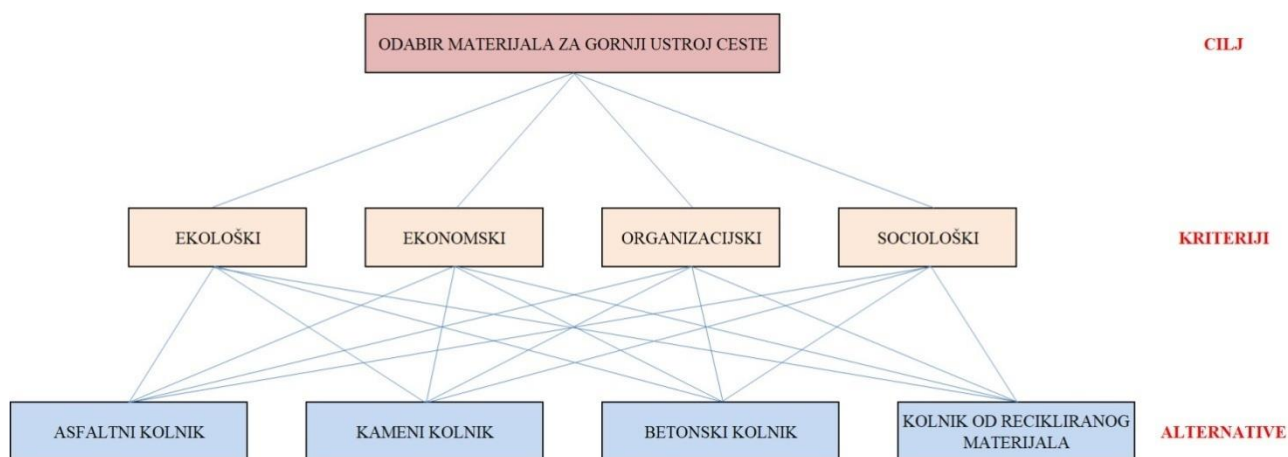 ODABIR MATERIJALA ZA GORNJI USTROJ CESTE
CILJ
EKOLOŠKI
EKONOMSKI
ORGANIZACIJSKI
SOCIOLOŠKI
KRITERIJI
ASFALTNI KOLNIK
KAMENI KOLNIK
BETONSKI KOLNIK
KOLNIK OD RECIKLIRANOG
MATERIJALA
ALTERNATIVE